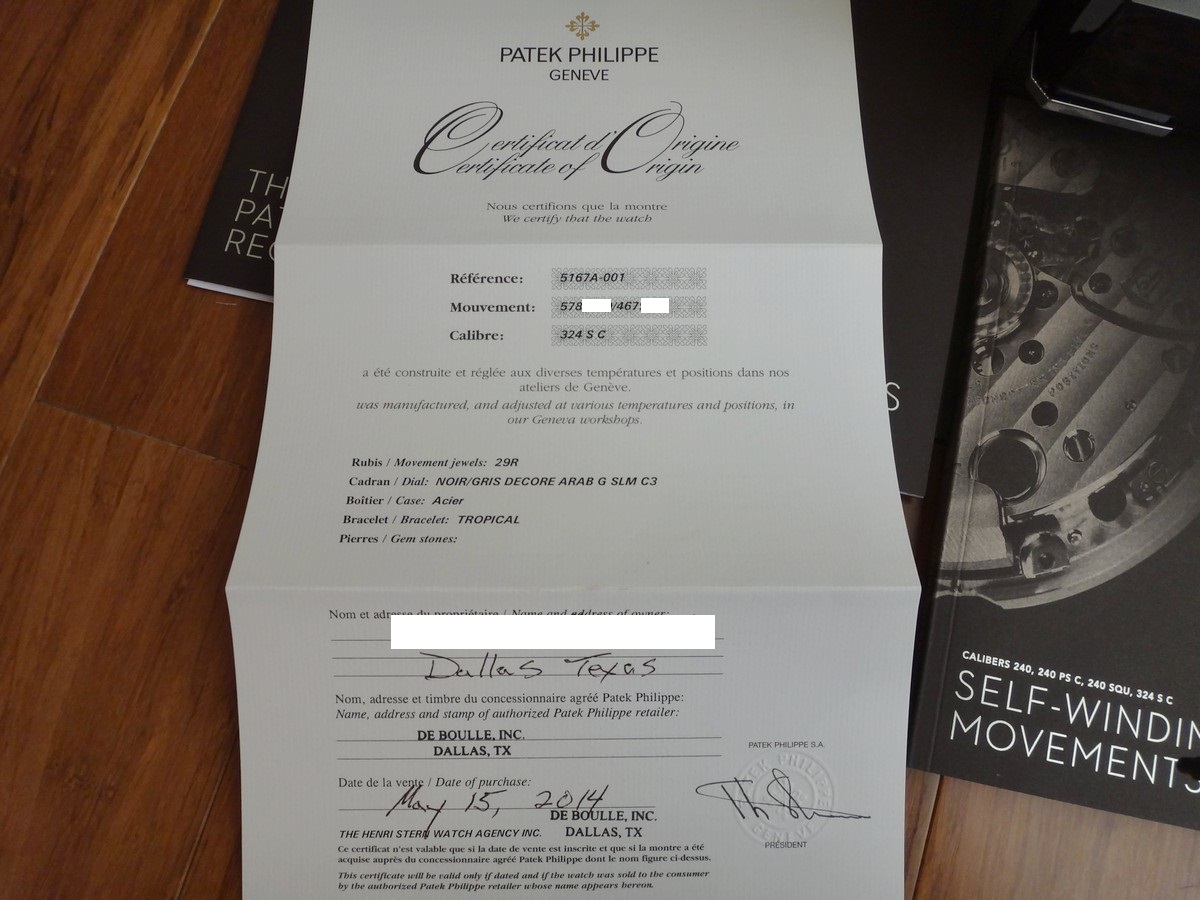 PATEK PHILIPPE
GENEVE
Certificat d'Origine
Certificate of Origin
Nous certifions que la montre
We certify that the watch
Référence: 5167A-001
Mouvement: 578 /467
Calibre: 324 S C
a été construite et réglée aux diverses températures et positions dans nos
ateliers de Genève.
was manufactured, and adjusted at various temperatures and positions, in
our Geneva workshops.
Rubis / Movement jewels: 29R
Cadran / Dial: NOIR/GRIS DECORE ARAB G SLM C3
Boîtier / Case: Acier
Bracelet / Bracelet: TROPICAL
Pierres / Gem stones:
Nom et adresse du propriétaire / Name and address of owner:
Dallas Texas
Nom, adresse et timbre du concessionnaire agréé Patek Philippe:
Name, address and stamp of authorized Patek Philippe retailer:
DE BOULLE, INC.
DALLAS, TX
Date de la vente / Date of purchase:
May 15, 2014
DE BOULLE, INC.
DALLAS, TX
THE HENRI STERN WATCH AGENCY INC.
Ce certificat n'est valable que si la date de vente est inscrite et que si la montre a été
acquise auprès du concessionnaire agréé Patek Philippe dont le nom figure ci-dessus.
This certificate will be valid only if dated and if the watch was sold to the consumer
by the authorized Patek Philippe retailer whose name appears hereon.
PATEK PHILIPPE S.A.
PATEK PHILIPPE
GENEVE
PRÉSIDENT
TH
PAT
REC
S
CALIBERS 240, 240 PS C, 240 SQU, 324 S C
SELF-WINDIN
MOVEMENTS